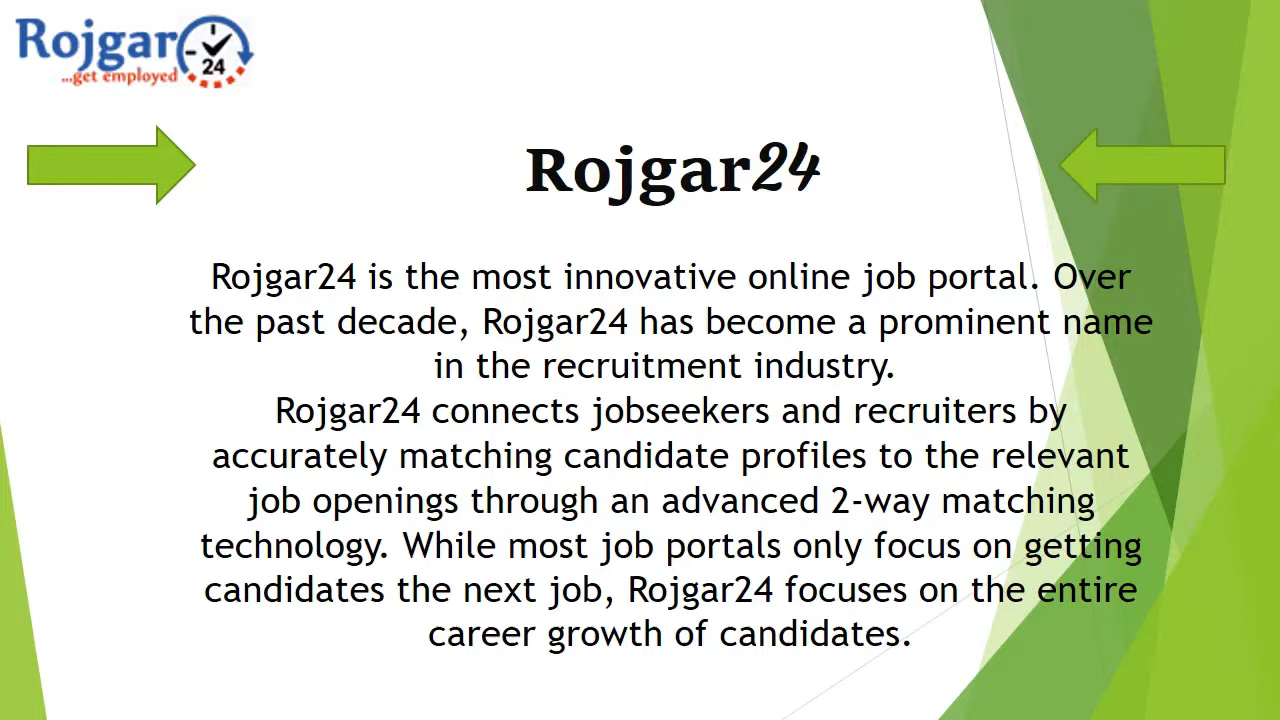 Rojgar
24
...get employed
Rojgar24
Rojgar24 is the most innovative online job portal. Over
the past decade, Rojgar24 has become a prominent name
in the recruitment industry.
Rojgar24 connects jobseekers and recruiters by
accurately matching candidate profiles to the relevant
job openings through an advanced 2-way matching
technology. While most job portals only focus on getting
candidates the next job, Rojgar24 focuses on the entire
career growth of candidates.